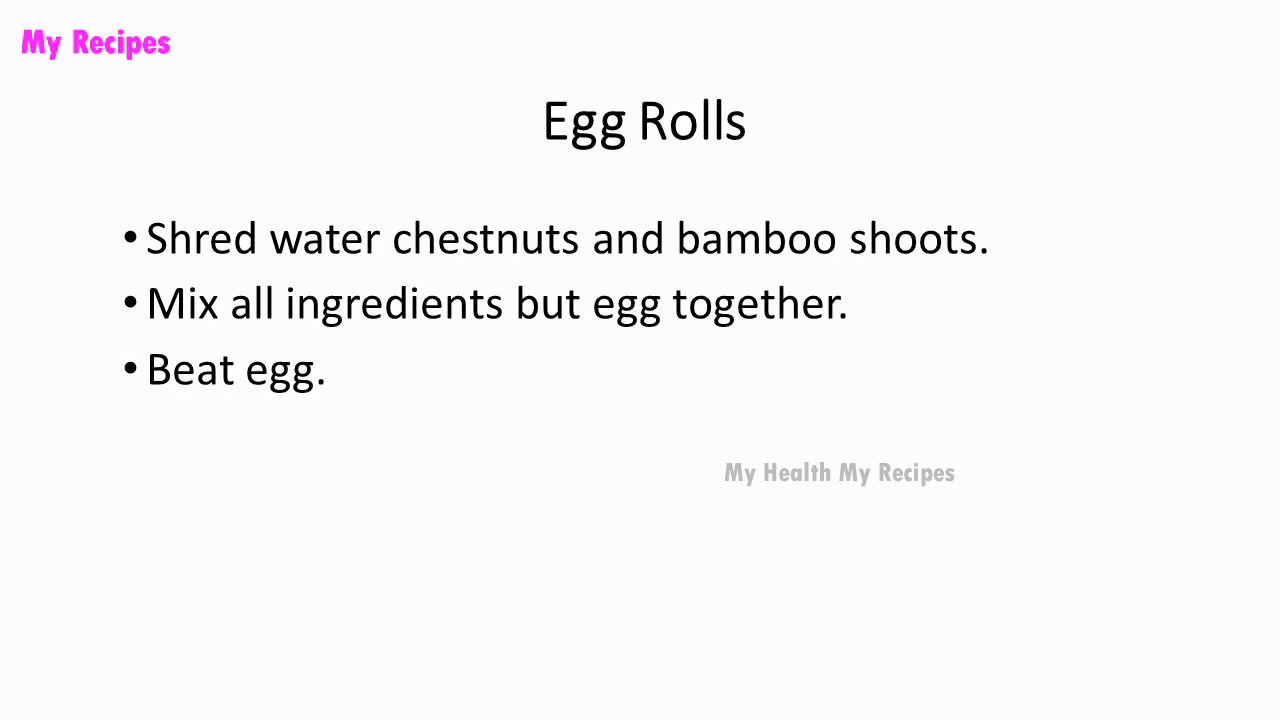 My Recipes
Egg Rolls
• Shred water chestnuts and bamboo shoots.
• Mix all ingredients but egg together.
• Beat egg.
My Health My Recipes